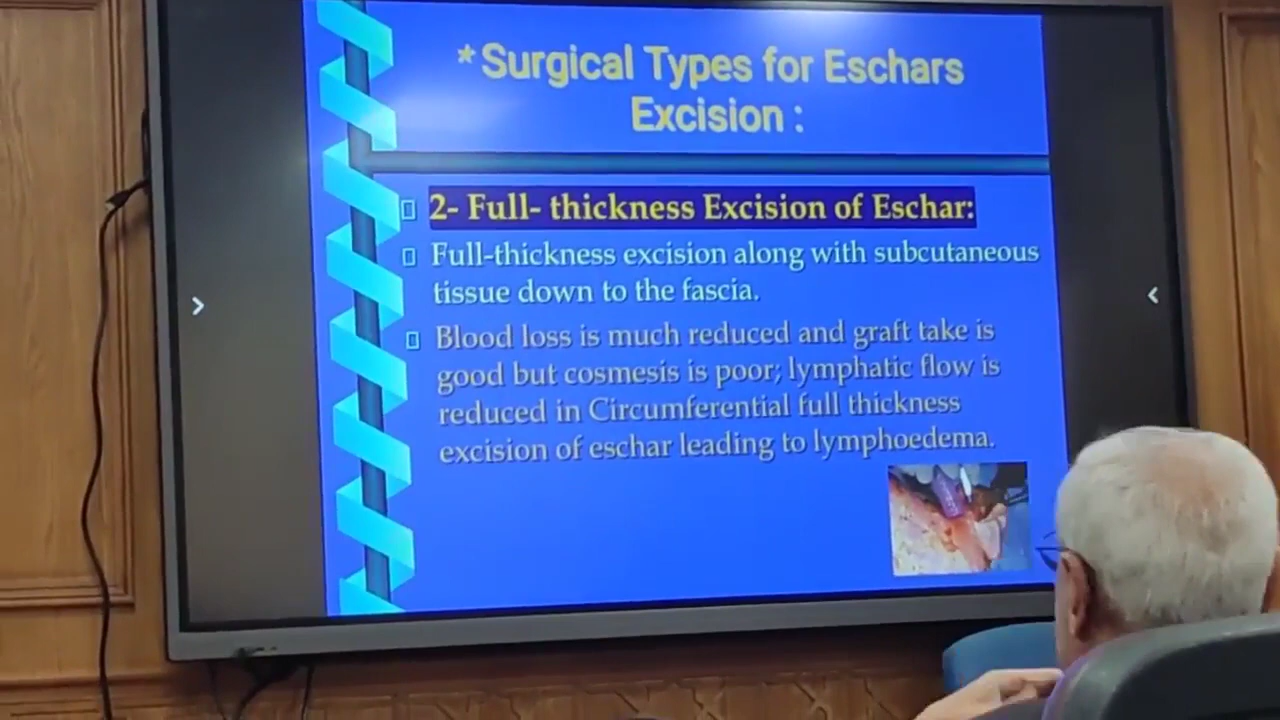 * Surgical Types for Eschars
Excision :
2- Full- thickness Excision of Eschar:
Full-thickness excision along with subcutaneous
tissue down to the fascia.
Blood loss is much reduced and graft take is
good but cosmesis is poor; lymphatic flow is
reduced in Circumferential full thickness
excision of eschar leading to lymphoedema.